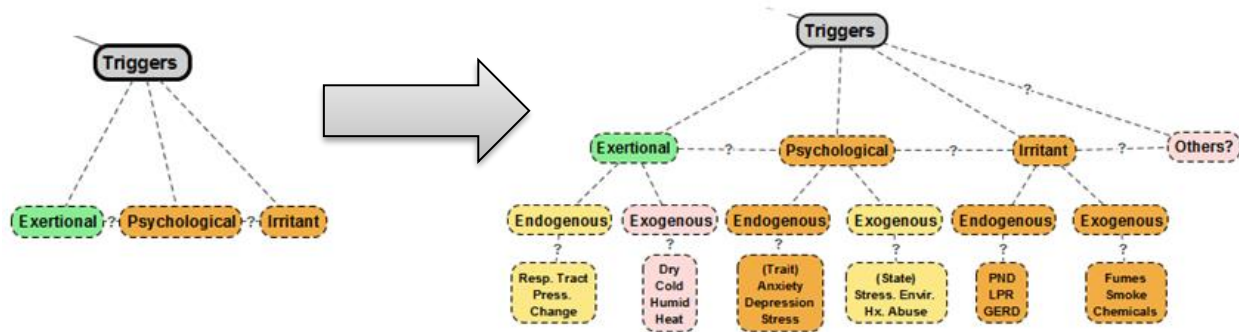 Triggers
Exertional ? Psychological ? Irritant
Triggers
?
Exertional ? Psychological ? Irritant ? Others?
Endogenous Exogenous Endogenous Exogenous Endogenous Exogenous
? ? ? ? ? ?
Resp. Tract
Press.
Change
Dry
Cold
Humid
Heat
(Trait)
Anxiety
Depression
Stress
(State)
Stress. Envir.
Hx. Abuse
PND
LPR
GERD
Fumes
Smoke
Chemicals